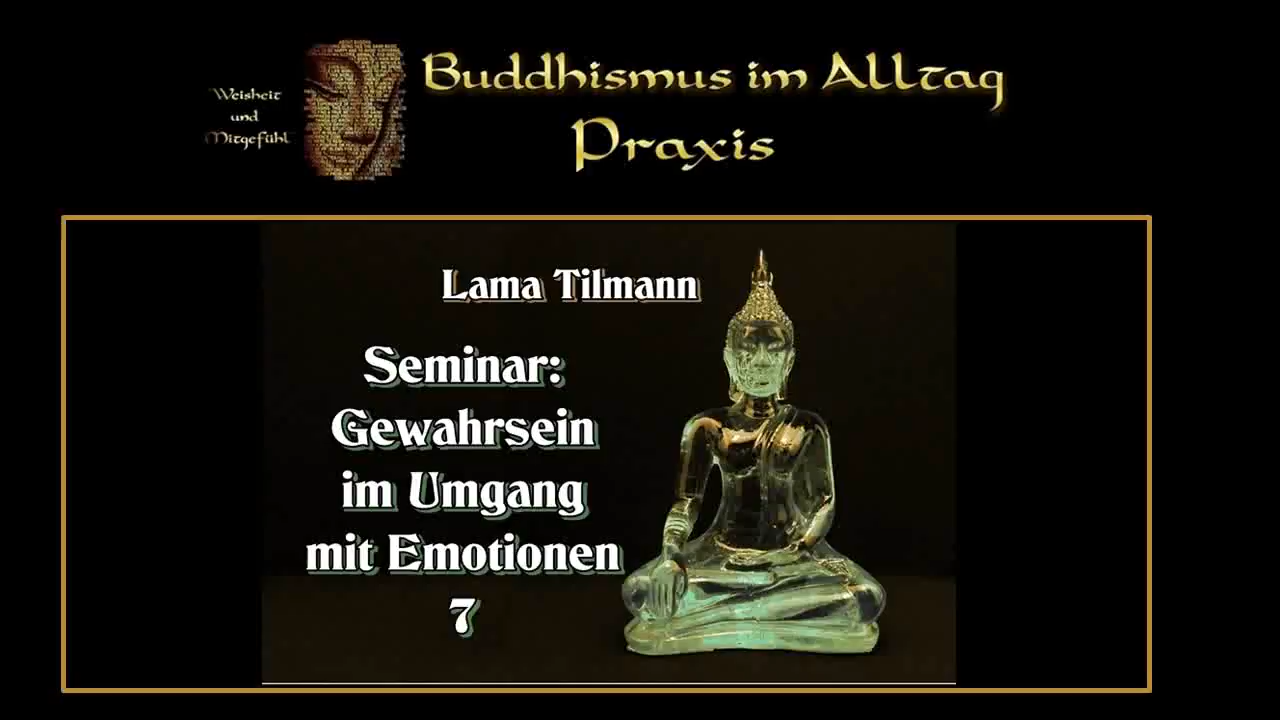 Weisheit
und
Mitgefühl
Buddhismus im Alltag
Praxis
Lama Tilmann
Seminar:
Gewahrsein
im Umgang
mit Emotionen
7